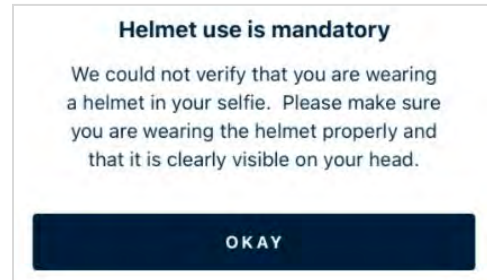 Helmet use is mandatory
We could not verify that you are wearing
a helmet in your selfie. Please make sure
you are wearing the helmet properly and
that it is clearly visible on your head.
OKAY